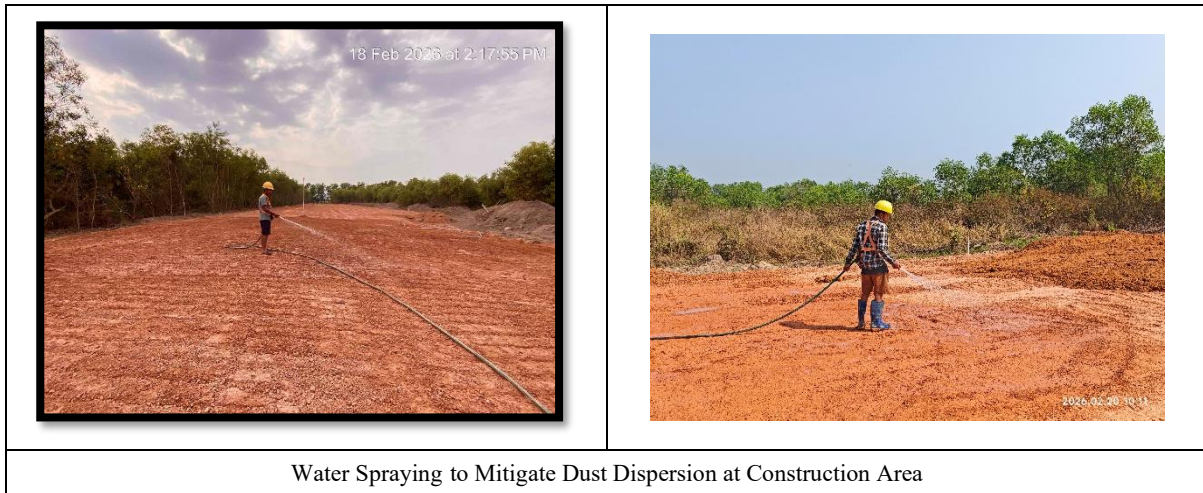 18 Feb 2026 at 2:17:55 PM
2026.02.20 10:11
Water Spraying to Mitigate Dust Dispersion at Construction Area